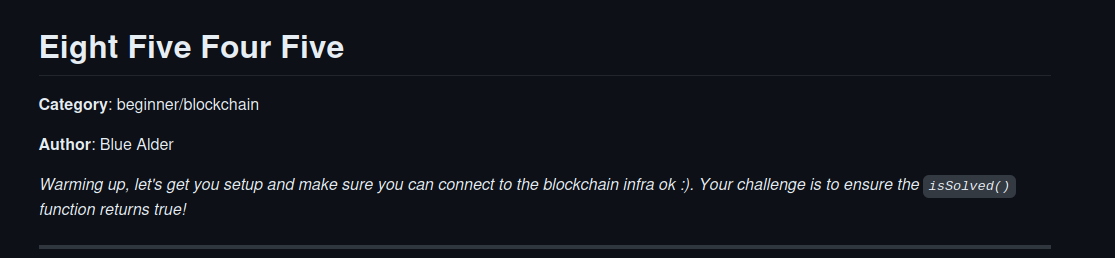 Eight Five Four Five
Category: beginner/blockchain
Author: Blue Alder
Warming up, let's get you setup and make sure you can connect to the blockchain infra ok :). Your challenge is to ensure the isSolved()
function returns true!